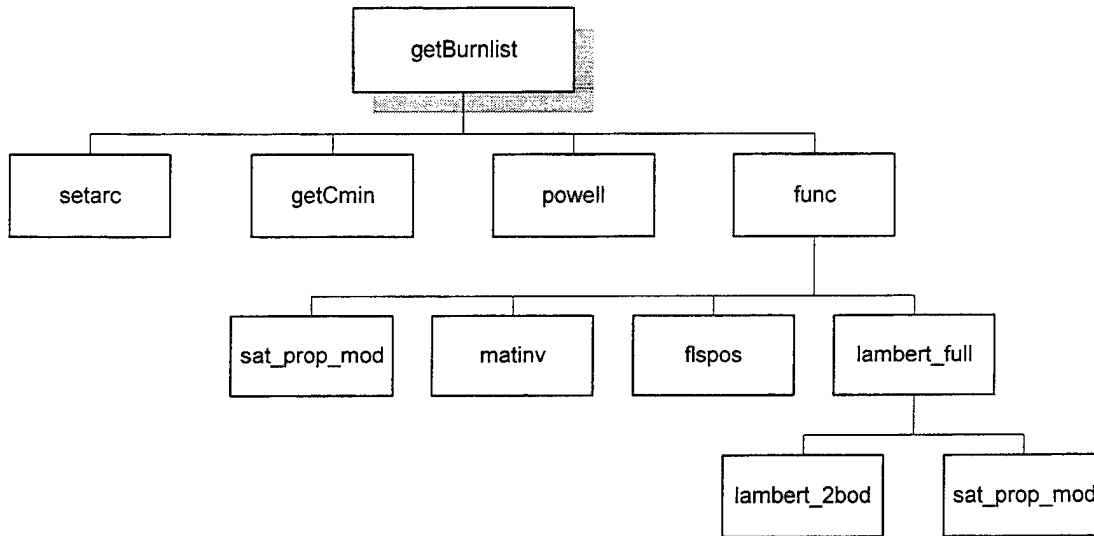 getBurnlist
setarc
getCmin
powell
func
sat_prop_mod
matinv
flspos
lambert_full
lambert_2bod
sat_prop_mod